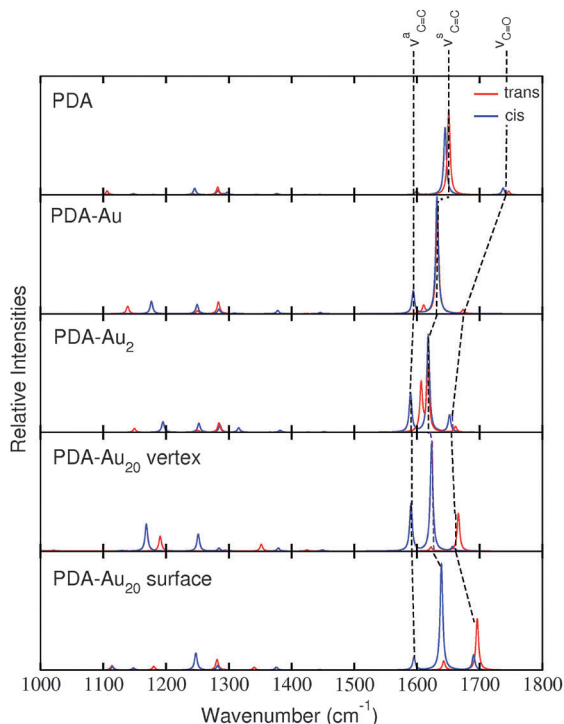 ν^a_C=C ν^s_C=C ν_C=O
PDA
trans
cis
PDA-Au
PDA-Au₂
PDA-Au₂₀ vertex
PDA-Au₂₀ surface
Relative Intensities
1000 1100 1200 1300 1400 1500 1600 1700 1800
Wavenumber (cm⁻¹)